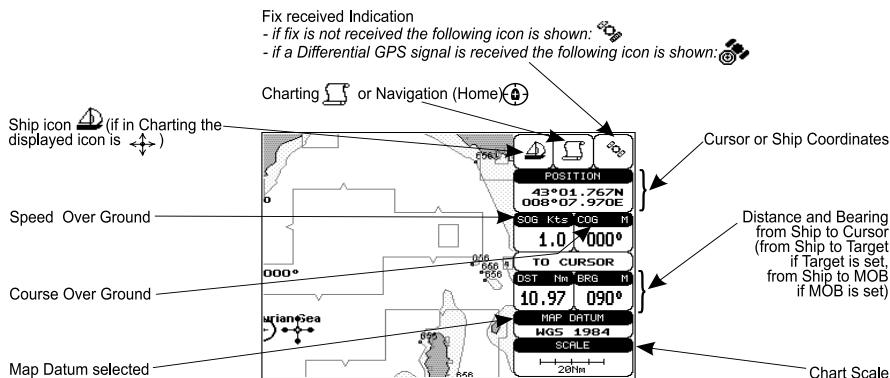 Fix received Indication
- if fix is not received the following icon is shown:
- if a Differential GPS signal is received the following icon is shown:
Charting or Navigation (Home)
Ship icon (if in Charting the
displayed icon is )
Cursor or Ship Coordinates
656
POSITION
43°01.767N
008°07.970E
Speed Over Ground
SOG Kts COG M
1.0 000°
Distance and Bearing
from Ship to Cursor
(from Ship to Target
if Target is set,
from Ship to MOB
if MOB is set)
TO CURSOR
656
656
656
000°
DST Nm BRG M
10.97 090°
Course Over Ground
MAP DATUM
WGS 1984
urian Sea
656
SCALE
20Nm
656
Map Datum selected
Chart Scale